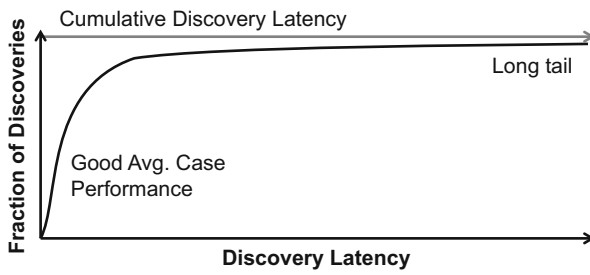 Cumulative Discovery Latency
Long tail
Good Avg. Case
Performance
Fraction of Discoveries
Discovery Latency